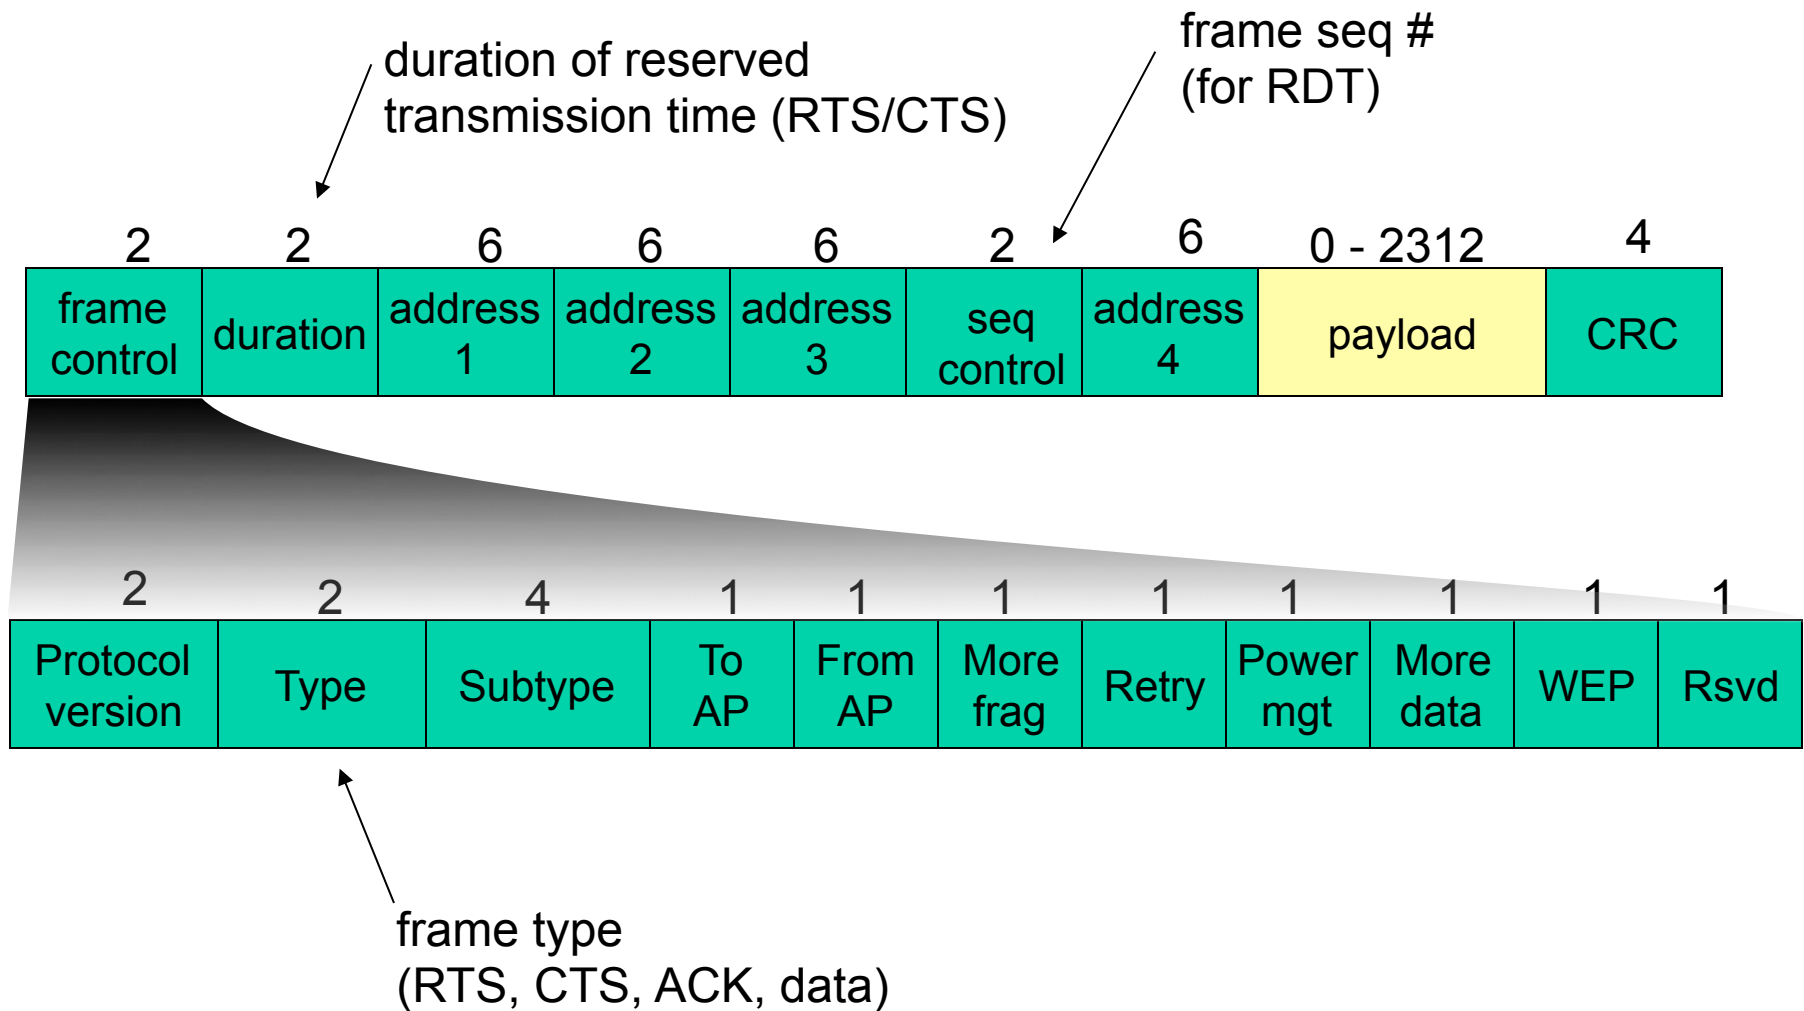 duration of reserved
transmission time (RTS/CTS)
frame seq #
(for RDT)
2 2 6 6 6 2 6 0 - 2312 4
frame
control
duration
address
1
address
2
address
3
seq
control
address
4
payload
CRC
2 2 4 1 1 1 1 1 1 1 1
Protocol
version
Type
Subtype
To
AP
From
AP
More
frag
Retry
Power
mgt
More
data
WEP
Rsvd
frame type
(RTS, CTS, ACK, data)